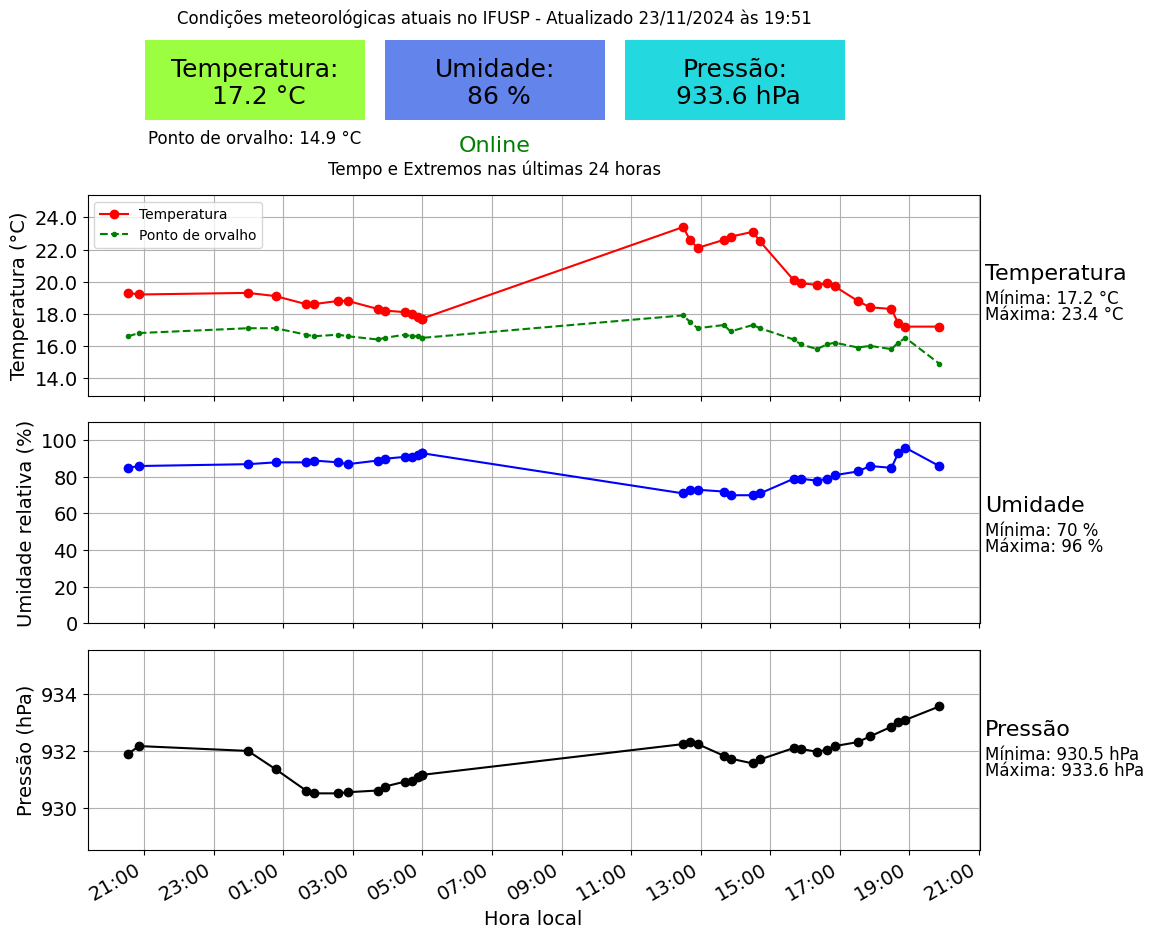 Condições meteorológicas atuais no IFUSP - Atualizado 23/11/2024 às 19:51
Temperatura:
17.2 °C
Umidade:
86 %
Pressão:
933.6 hPa
Ponto de orvalho: 14.9 °C
Online
Tempo e Extremos nas últimas 24 horas
Temperatura (°C)
24.0
22.0
20.0
18.0
16.0
14.0
Temperatura
Ponto de orvalho
Temperatura
Mínima: 17.2 °C
Máxima: 23.4 °C
Umidade relativa (%)
100
80
60
40
20
0
Umidade
Mínima: 70 %
Máxima: 96 %
Pressão (hPa)
934
932
930
Pressão
Mínima: 930.5 hPa
Máxima: 933.6 hPa
21:00 23:00 01:00 03:00 05:00 07:00 09:00 11:00 13:00 15:00 17:00 19:00 21:00
Hora local